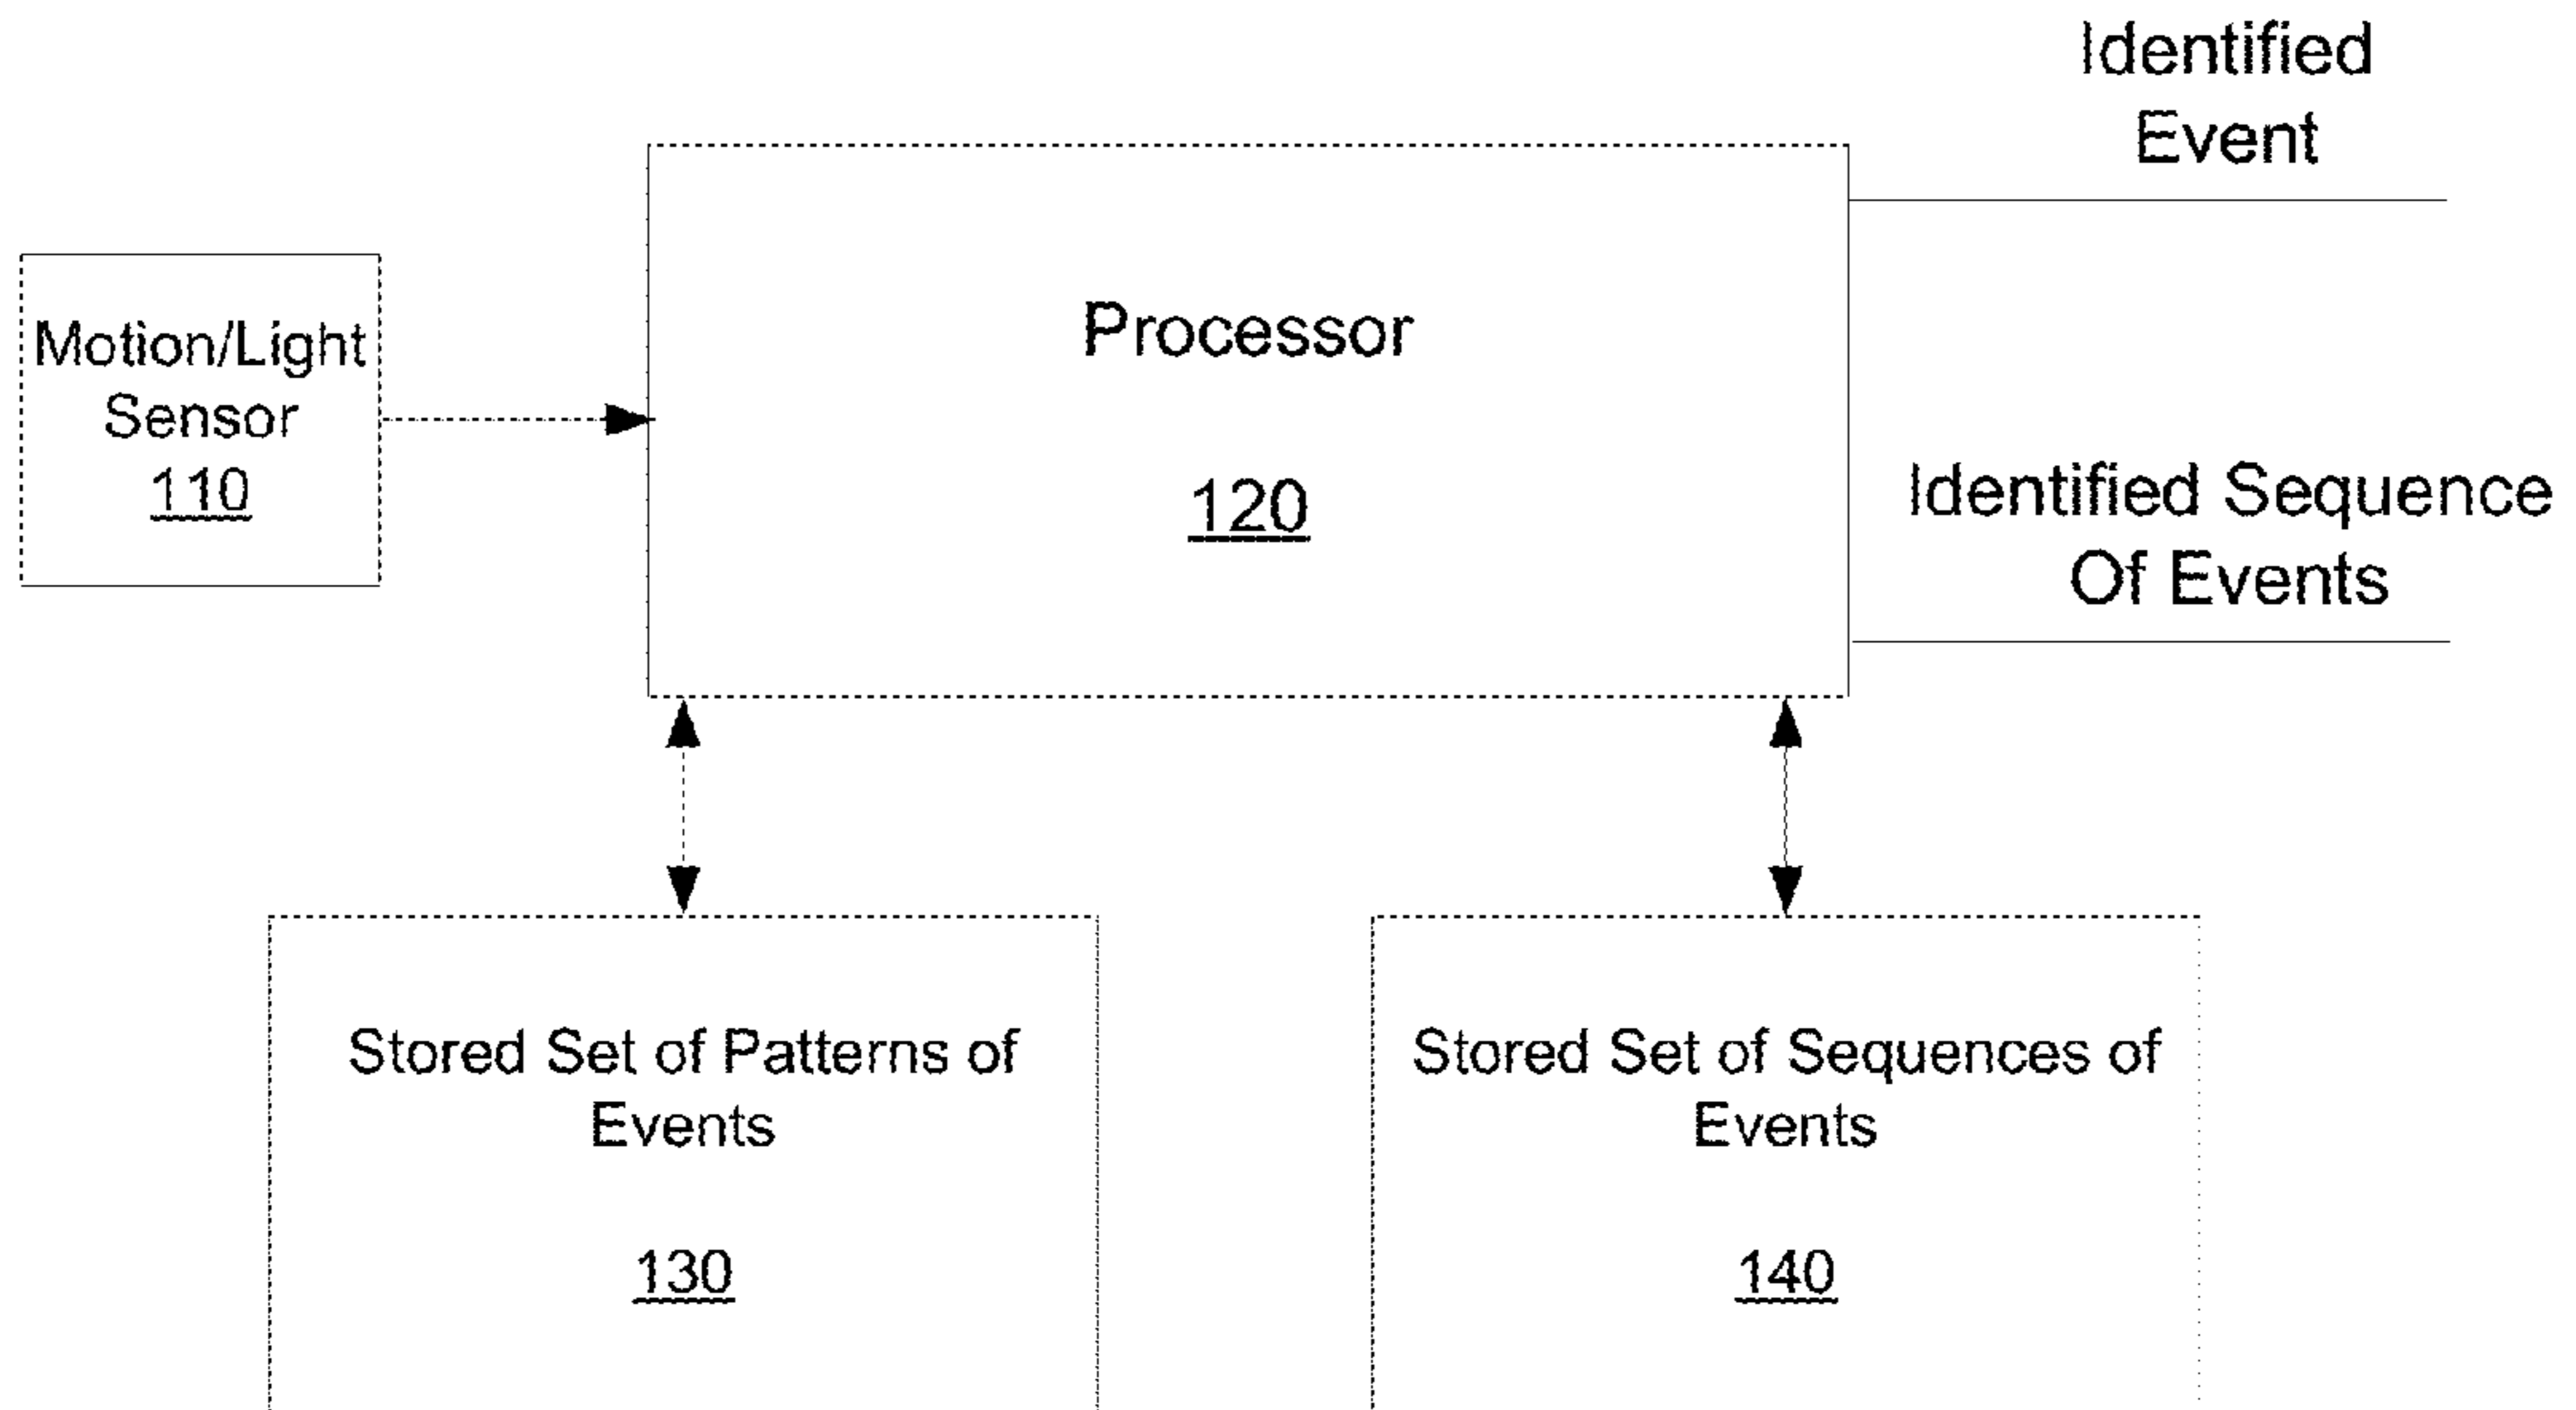 Identified
Event
Motion/Light
Sensor
110
Processor
120
Identified Sequence
Of Events
Stored Set of Patterns of
Events
130
Stored Set of Sequences of
Events
140